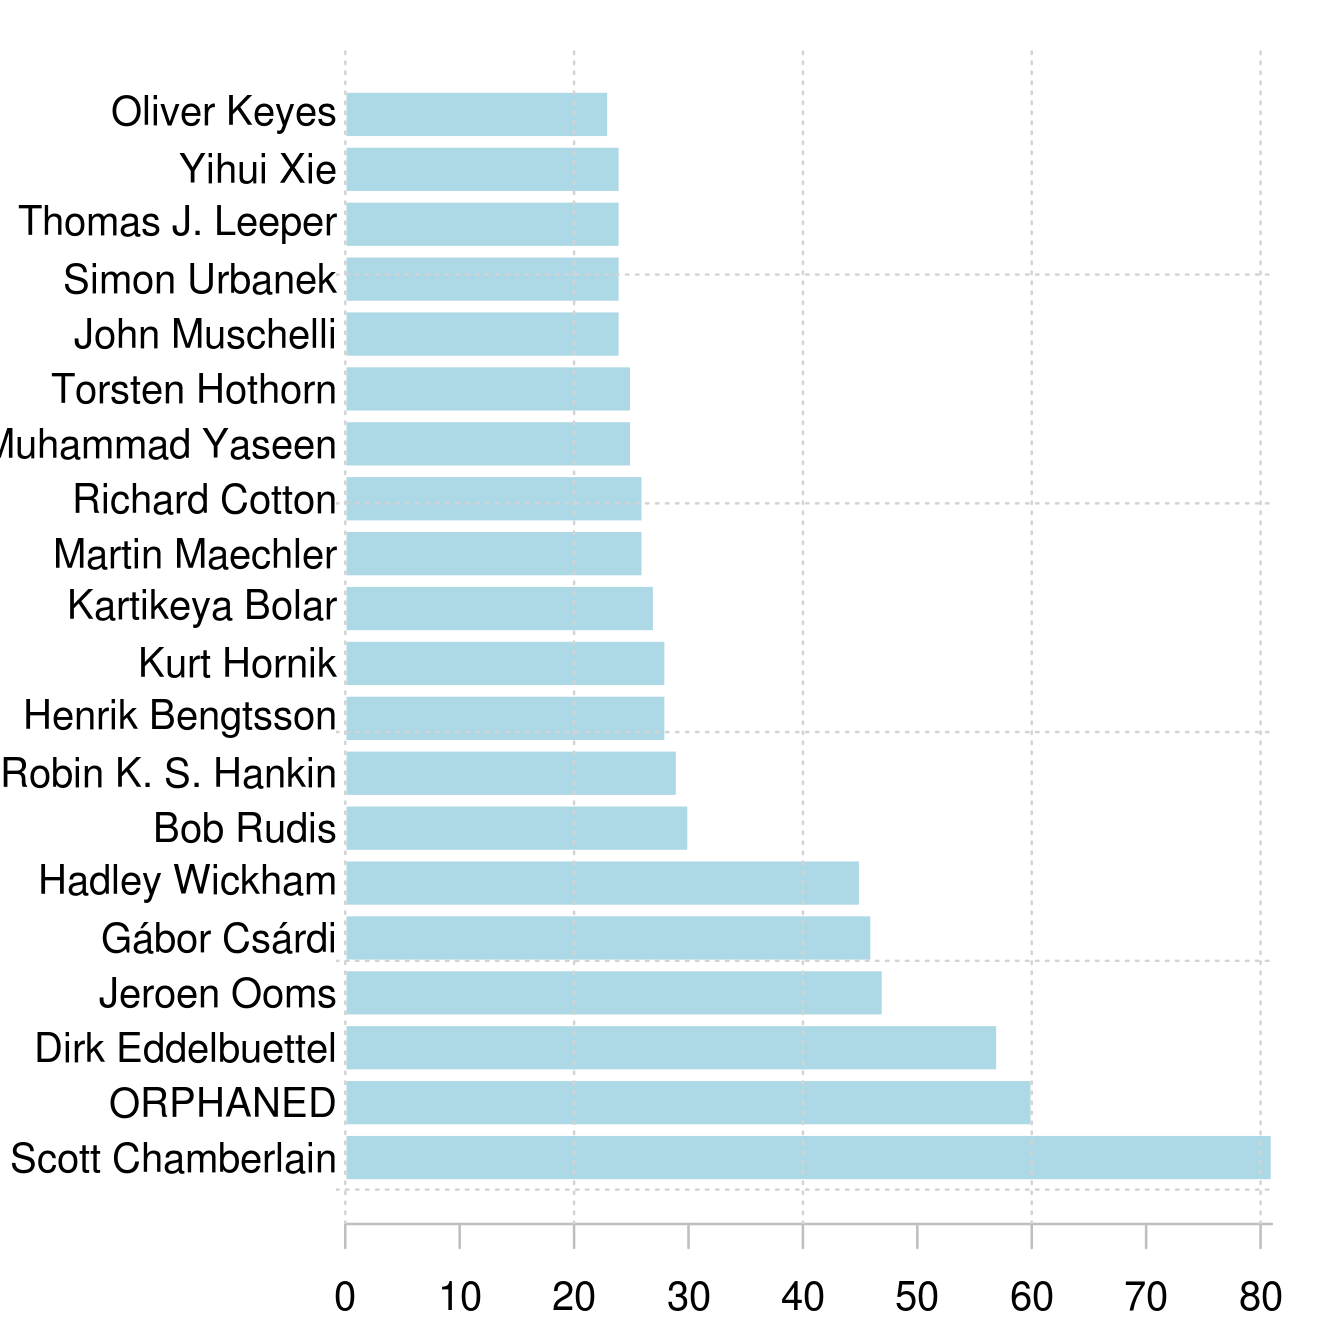 Oliver Keyes
Yihui Xie
Thomas J. Leeper
Simon Urbanek
John Muschelli
Torsten Hothorn
Muhammad Yaseen
Richard Cotton
Martin Maechler
Kartikeya Bolar
Kurt Hornik
Henrik Bengtsson
Robin K. S. Hankin
Bob Rudis
Hadley Wickham
Gábor Csárdi
Jeroen Ooms
Dirk Eddelbuettel
ORPHANED
Scott Chamberlain
0 10 20 30 40 50 60 70 80